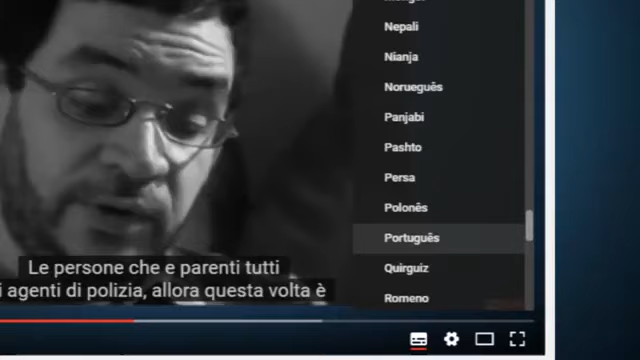 Nepali
Nianja
Norueguês
Panjabi
Pashto
Persa
Polonês
Português
Quirguiz
Romeno
Le persone che e parenti tutti
i agenti di polizia, allora questa volta è